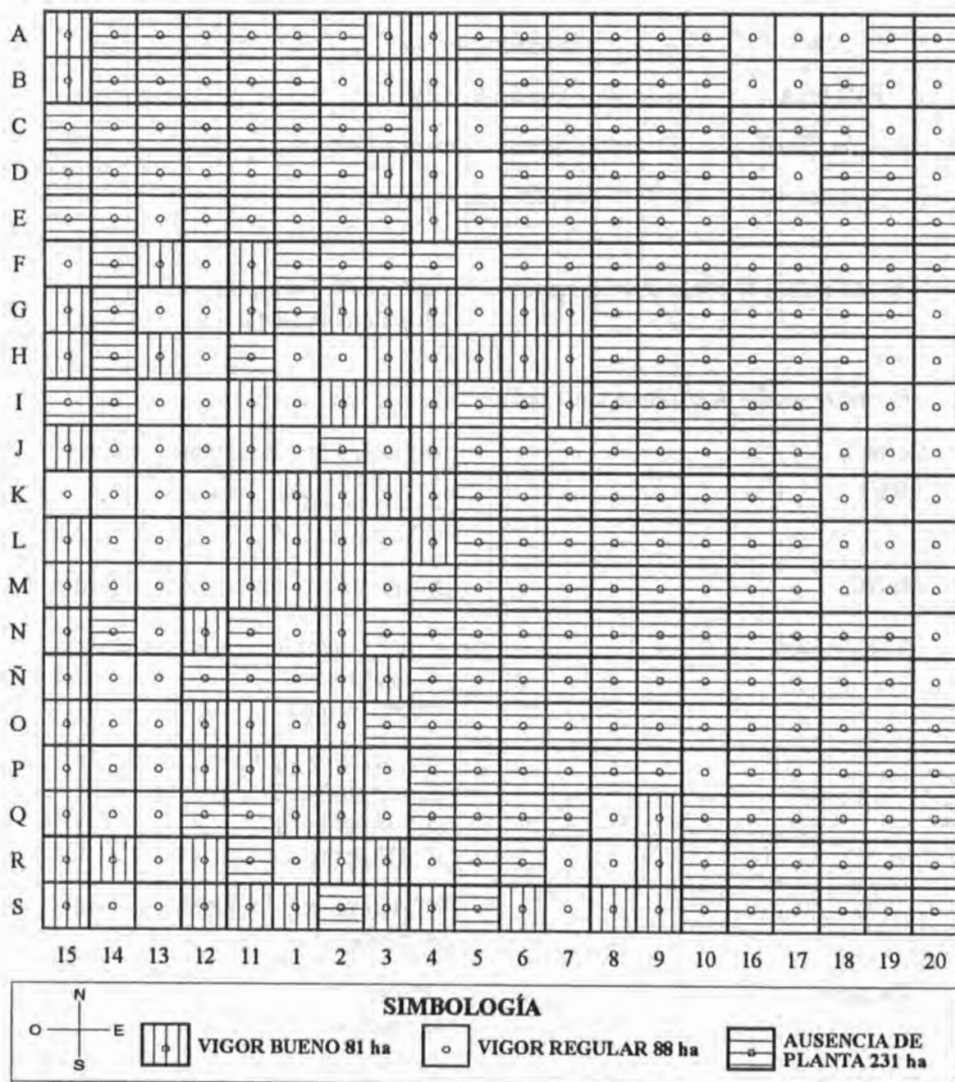 A
B
C
D
E
F
G
H
I
J
K
L
M
N
Ñ
O
P
Q
R
S
15 14 13 12 11 1 2 3 4 5 6 7 8 9 10 16 17 18 19 20
SIMBOLOGÍA
N
O E
S
VIGOR BUENO 81 ha
VIGOR REGULAR 88 ha
AUSENCIA DE
PLANTA 231 ha